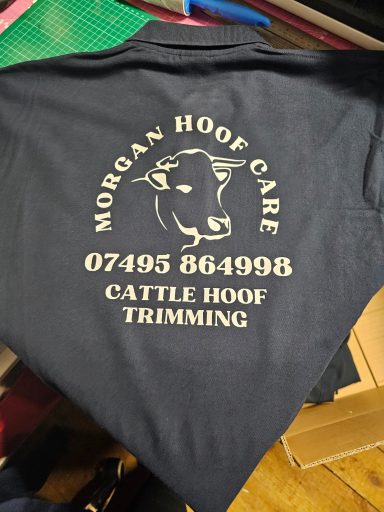 MORGAN HOOF CARE
07495 864998
CATTLE HOOF
TRIMMING